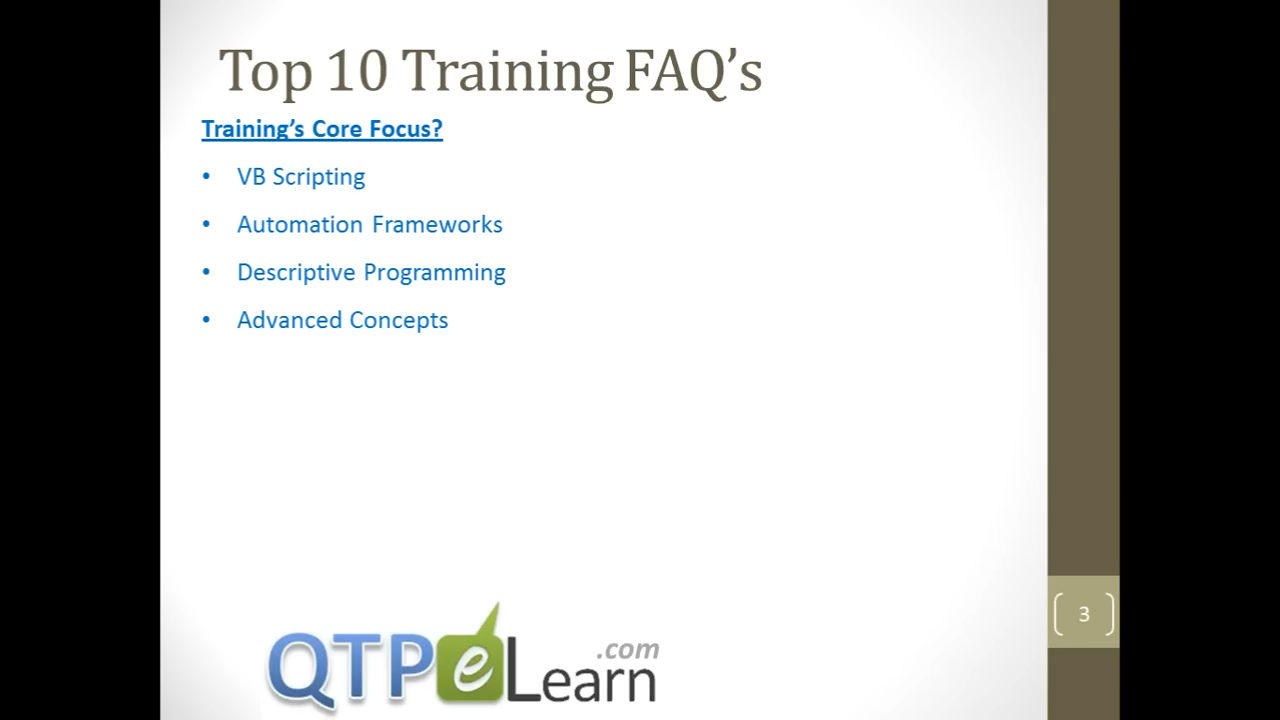 Top 10 Training FAQ's
Training's Core Focus?
• VB Scripting
• Automation Frameworks
• Descriptive Programming
• Advanced Concepts
3
QTPeLearn.com